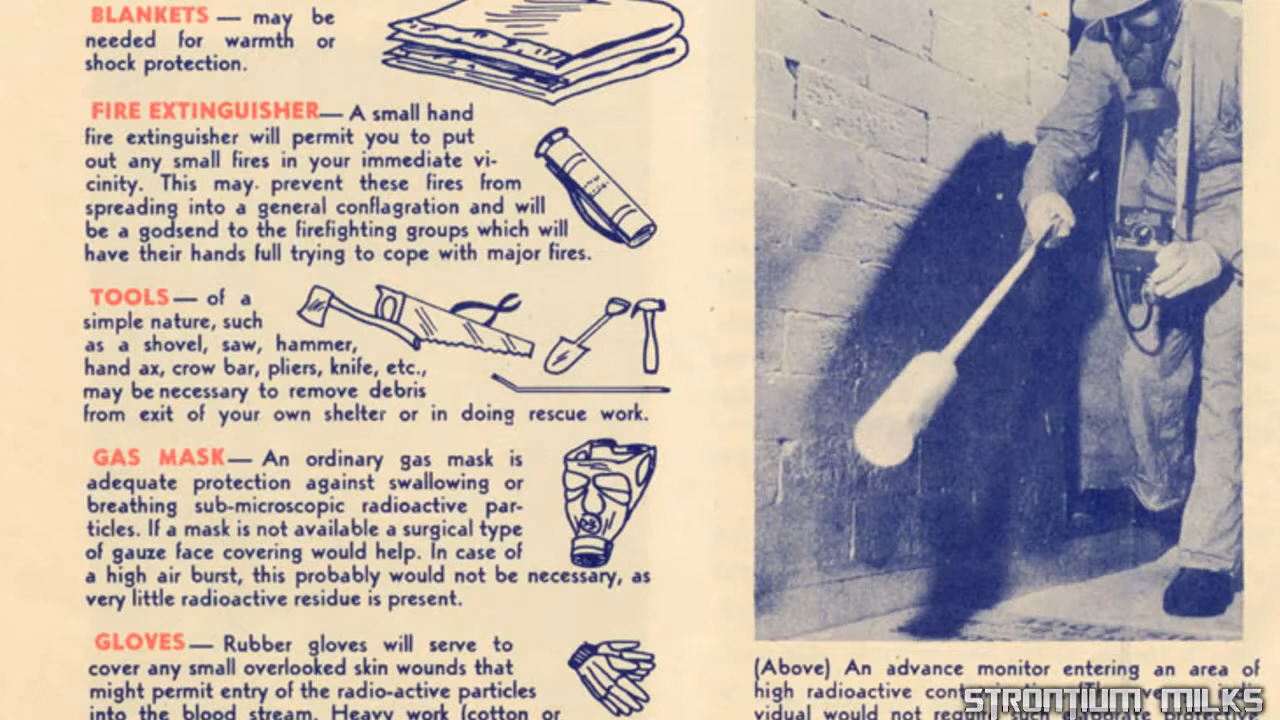 BLANKETS — may be
needed for warmth or
shock protection.
FIRE EXTINGUISHER— A small hand
fire extinguisher will permit you to put
out any small fires in your immediate vi-
cinity. This may prevent these fires from
spreading into a general conflagration and will
be a godsend to the firefighting groups which will
have their hands full trying to cope with major fires.
TOOLS — of a
simple nature, such
as a shovel, saw, hammer,
hand ax, crow bar, pliers, knife, etc.,
may be necessary to remove debris
from exit of your own shelter or in doing rescue work.
GAS MASK— An ordinary gas mask is
adequate protection against swallowing or
breathing sub-microscopic radioactive par-
ticles. If a mask is not available a surgical type
of gauze face covering would help. In case of
a high air burst, this probably would not be necessary, as
very little radioactive residue is present.
GLOVES— Rubber gloves will serve to
cover any small overlooked skin wounds that
might permit entry of the radio-active particles
into the blood stream. Heavy work (cotton or
(Above) An advance monitor entering an area of
high radioactive
vidual would not
STRONTIUM MILKS